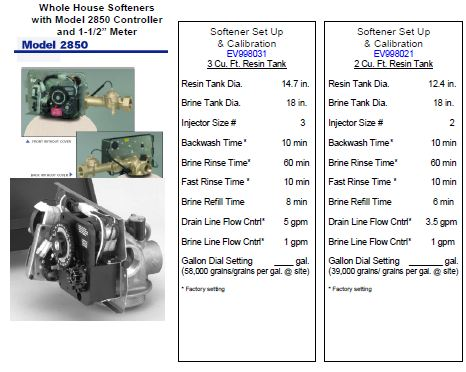 Whole House Softeners
with Model 2850 Controller
and 1-1/2" Meter
Model 2850
FRONT WITHOUT COVER
BACK WITHOUT COVER
Softener Set Up
& Calibration
EV998031
3 Cu. Ft. Resin Tank
Resin Tank Dia. 14.7 in.
Brine Tank Dia. 18 in.
Injector Size # 3
Backwash Time* 10 min
Brine Rinse Time* 60 min
Fast Rinse Time * 10 min
Brine Refill Time 8 min
Drain Line Flow Cntrl* 5 gpm
Brine Line Flow Cntrl* 1 gpm
Gallon Dial Setting ____ gal.
(58,000 grains/grains per gal. @ site)
* Factory setting
Softener Set Up
& Calibration
EV998021
2 Cu. Ft. Resin Tank
Resin Tank Dia. 12.4 in.
Brine Tank Dia. 18 in.
Injector Size # 2
Backwash Time* 10 min
Brine Rinse Time* 60 min
Fast Rinse Time * 10 min
Brine Refill Time 6 min
Drain Line Flow Cntrl* 3.5 gpm
Brine Line Flow Cntrl* 1 gpm
Gallon Dial Setting ____ gal.
(39,000 grains/ grains per gal. @ site)
* Factory setting